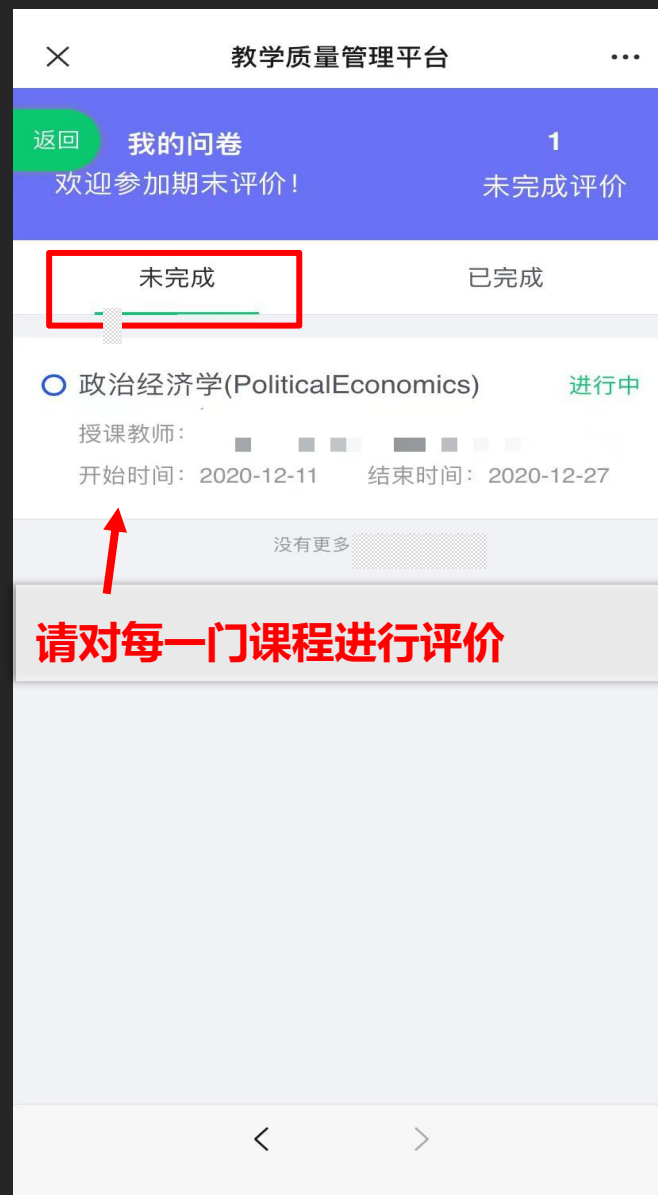 教学质量管理平台
返回 我的问卷 1
欢迎参加期末评价! 未完成评价
未完成 已完成
政治经济学(PoliticalEconomics) 进行中
授课教师:
开始时间: 2020-12-11 结束时间: 2020-12-27
没有更多
请对每一门课程进行评价